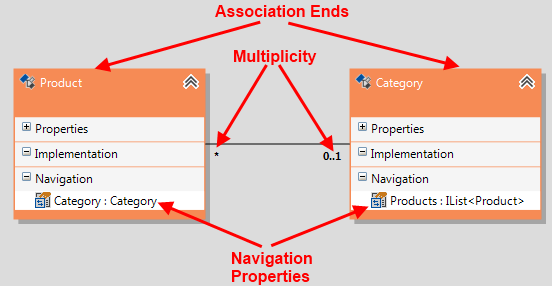 Association Ends
Multiplicity
Product
Properties
Implementation
Navigation
Category : Category
* 0..1
Category
Properties
Implementation
Navigation
Products : IList<Product>
Navigation
Properties